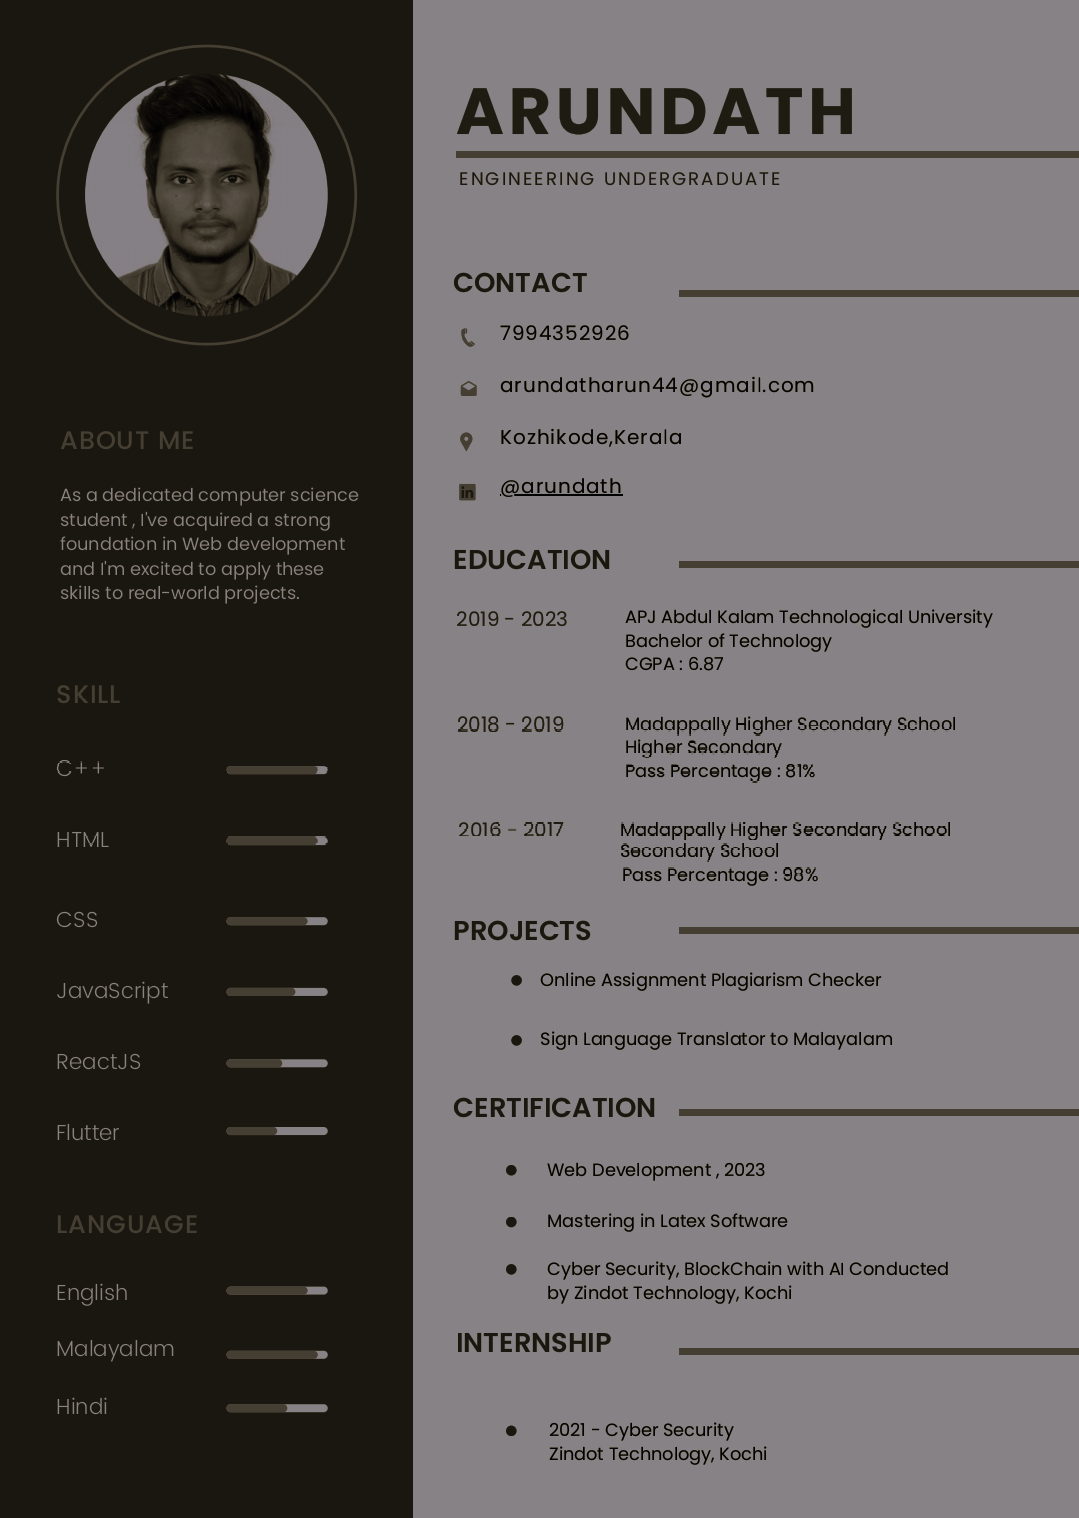 ARUNDATH
ENGINEERING UNDERGRADUATE
ABOUT ME
As a dedicated computer science
student , I've acquired a strong
foundation in Web development
and I'm excited to apply these
skills to real-world projects.
SKILL
C++
HTML
CSS
JavaScript
ReactJS
Flutter
LANGUAGE
English
Malayalam
Hindi
CONTACT
7994352926
arundatharun44@gmail.com
Kozhikode,Kerala
in @arundath
EDUCATION
2019 - 2023
APJ Abdul Kalam Technological University
Bachelor of Technology
CGPA : 6.87
2018 - 2019
Madappally Higher Secondary School
Higher Secondary
Pass Percentage : 81%
2016 - 2017
Madappally Higher Secondary School
Secondary School
Pass Percentage : 98%
PROJECTS
Online Assignment Plagiarism Checker
Sign Language Translator to Malayalam
CERTIFICATION
Web Development , 2023
Mastering in Latex Software
Cyber Security, BlockChain with AI Conducted
by Zindot Technology, Kochi
INTERNSHIP
2021 - Cyber Security
Zindot Technology, Kochi